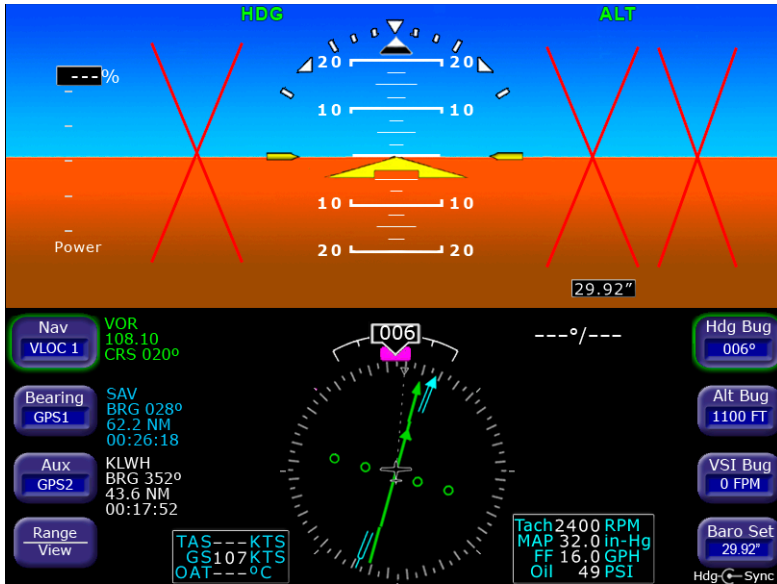 HDG ALT
---%
20 20
10 10
10 10
20 20
Power
29.92"
Nav
VLOC 1
VOR
108.10
CRS 020º
Bearing
GPS1
SAV
BRG 028º
62.2 NM
00:26:18
Aux
GPS2
KLWH
BRG 352º
43.6 NM
00:17:52
Range
View
TAS---KTS
GS107KTS
OAT---ºC
006
---º/---
Tach2400 RPM
MAP 32.0 in-Hg
FF 16.0 GPH
Oil 49 PSI
Hdg Bug
006º
Alt Bug
1100 FT
VSI Bug
0 FPM
Baro Set
29.92"
Hdg Sync